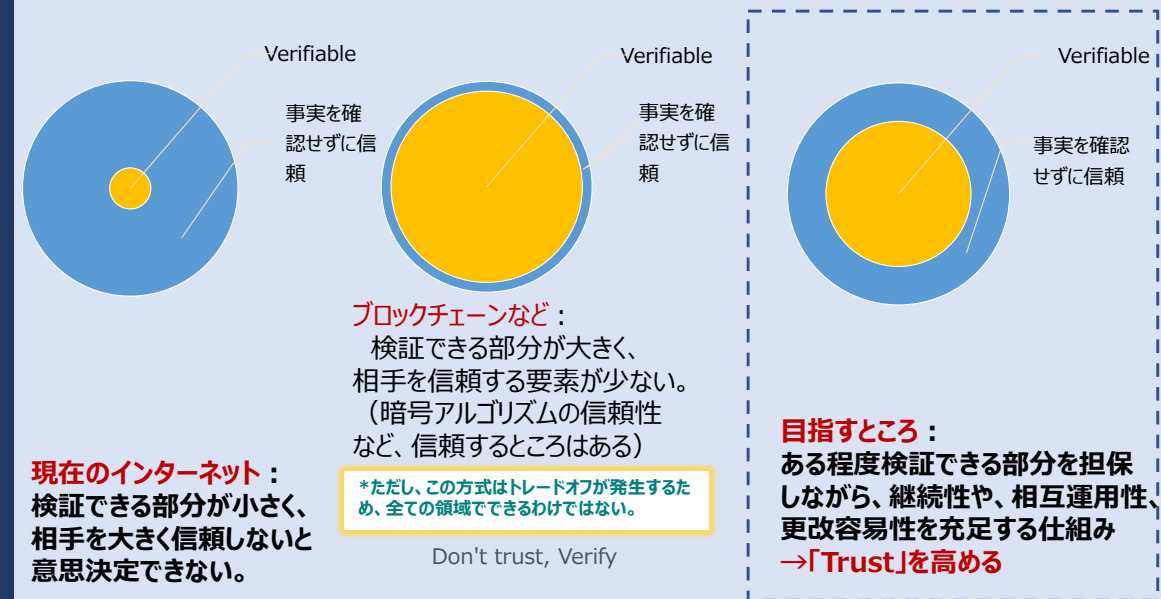 Verifiable
事実を確
認せずに信
頼
現在のインターネット：
検証できる部分が小さく、
相手を大きく信頼しないと
意思決定できない。
Verifiable
事実を確
認せずに信
頼
ブロックチェーンなど：
検証できる部分が大きく、
相手を信頼する要素が少ない。
（暗号アルゴリズムの信頼性
など、信頼するところはある）
*ただし、この方式はトレードオフが発生するた
め、全ての領域でできるわけではない。
Don't trust, Verify
Verifiable
事実を確認
せずに信頼
目指すところ：
ある程度検証できる部分を担保
しながら、継続性や、相互運用性、
更改容易性を充足する仕組み
→「Trust」を高める